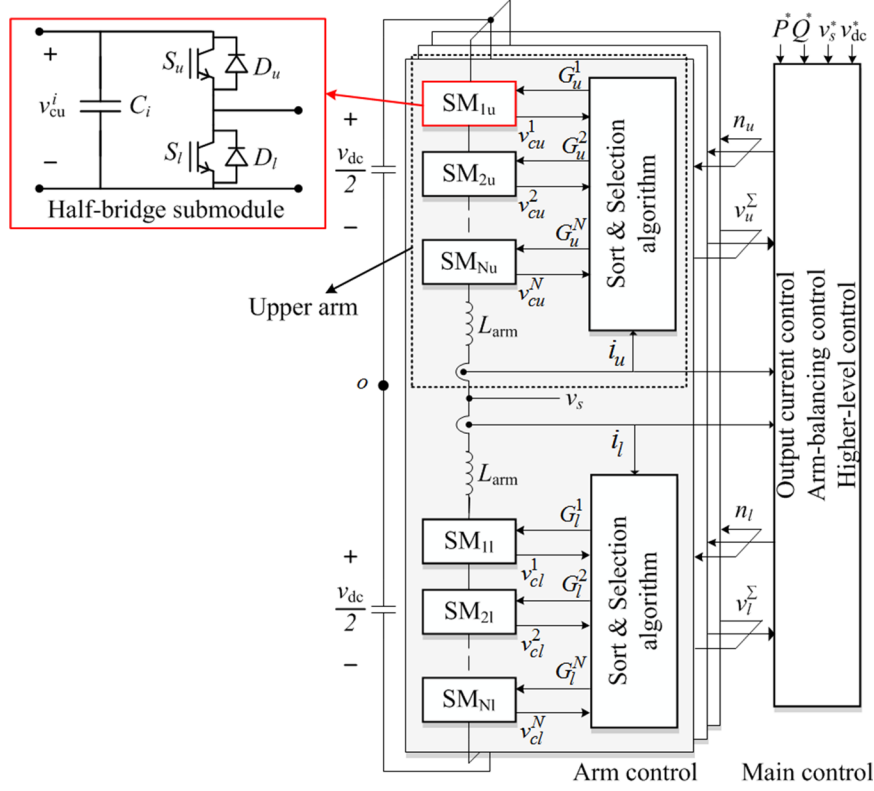 P* Q* v_s* v_dc*
S_u
D_u
v_cu^i
C_i
S_l
D_l
+
−
Half-bridge submodule
+
v_dc
2
−
Upper arm
SM_1u
G_u^1
v_cu^1
SM_2u
G_u^2
v_cu^2
SM_Nu
G_u^N
v_cu^N
Sort & Selection
algorithm
L_arm
i_u
n_u
v_u^Σ
o
v_s
Output current control
Arm-balancing control
Higher-level control
i_l
L_arm
SM_1l
G_l^1
v_cl^1
SM_2l
G_l^2
v_cl^2
SM_Nl
G_l^N
v_cl^N
Sort & Selection
algorithm
n_l
v_l^Σ
+
v_dc
2
−
Arm control
Main control